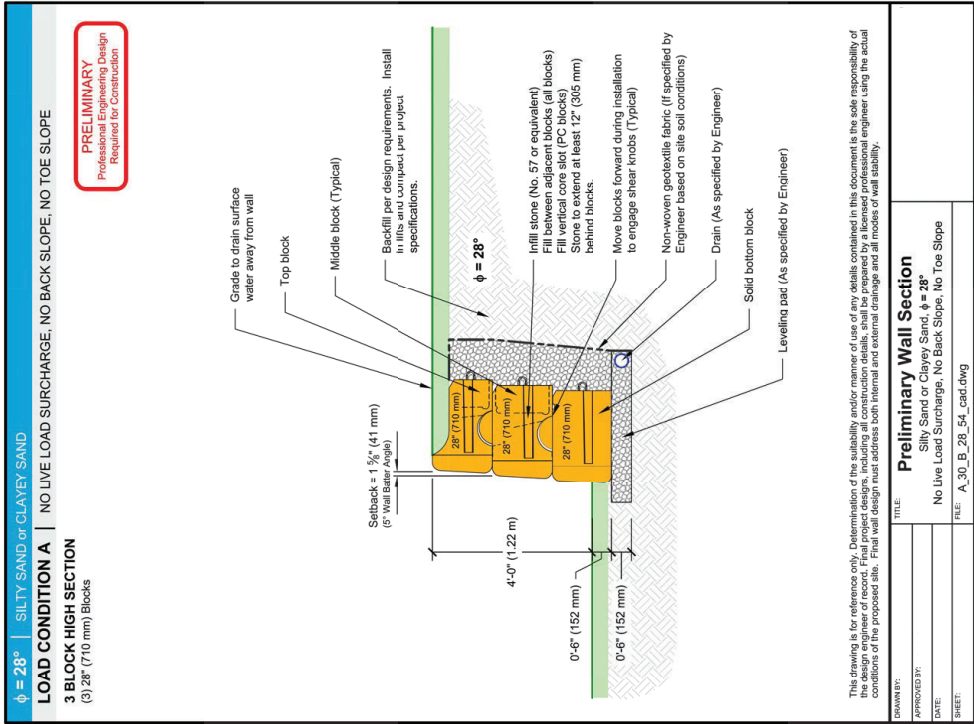 ϕ = 28° | SILTY SAND or CLAYEY SAND
LOAD CONDITION A | NO LIVE LOAD SURCHARGE, NO BACK SLOPE, NO TOE SLOPE
3 BLOCK HIGH SECTION
(3) 28" (710 mm) Blocks
PRELIMINARY
Professional Engineering Design
Required for Construction
Grade to drain surface
water away from wall
Top block
Middle block (Typical)
Backfill per design requirements. Install
in lifts and compact per project
specifications.
ϕ = 28°
Infill stone (No. 57 or equivalent)
Fill between adjacent blocks (all blocks)
Fill vertical core slot (PC blocks)
Stone to extend at least 12" (305 mm)
behind blocks.
Move blocks forward during installation
to engage shear knobs (Typical)
Non-woven geotextile fabric (If specified by
Engineer based on site soil conditions)
Drain (As specified by Engineer)
Solid bottom block
Leveling pad (As specified by Engineer)
Setback = 1 5/8" (41 mm)
(5° Wall Batter Angle)
28" (710 mm)
28" (710 mm)
28" (710 mm)
4'-0" (1.22 m)
0'-6" (152 mm)
0'-6" (152 mm)
This drawing is for reference only. Determination of the suitability and/or manner of use of any details contained in this document is the sole responsibility of
the design engineer of record. Final project designs, including all construction details, shall be prepared by a licensed professional engineer using the actual
conditions of the proposed site. Final wall design must address both internal and external drainage and all modes of wall stability.
DRAWN BY:
APPROVED BY:
DATE:
SHEET:
TITLE:
Preliminary Wall Section
Silty Sand or Clayey Sand, ϕ = 28°
No Live Load Surcharge, No Back Slope, No Toe Slope
FILE: A_30_B_28_54_cad.dwg